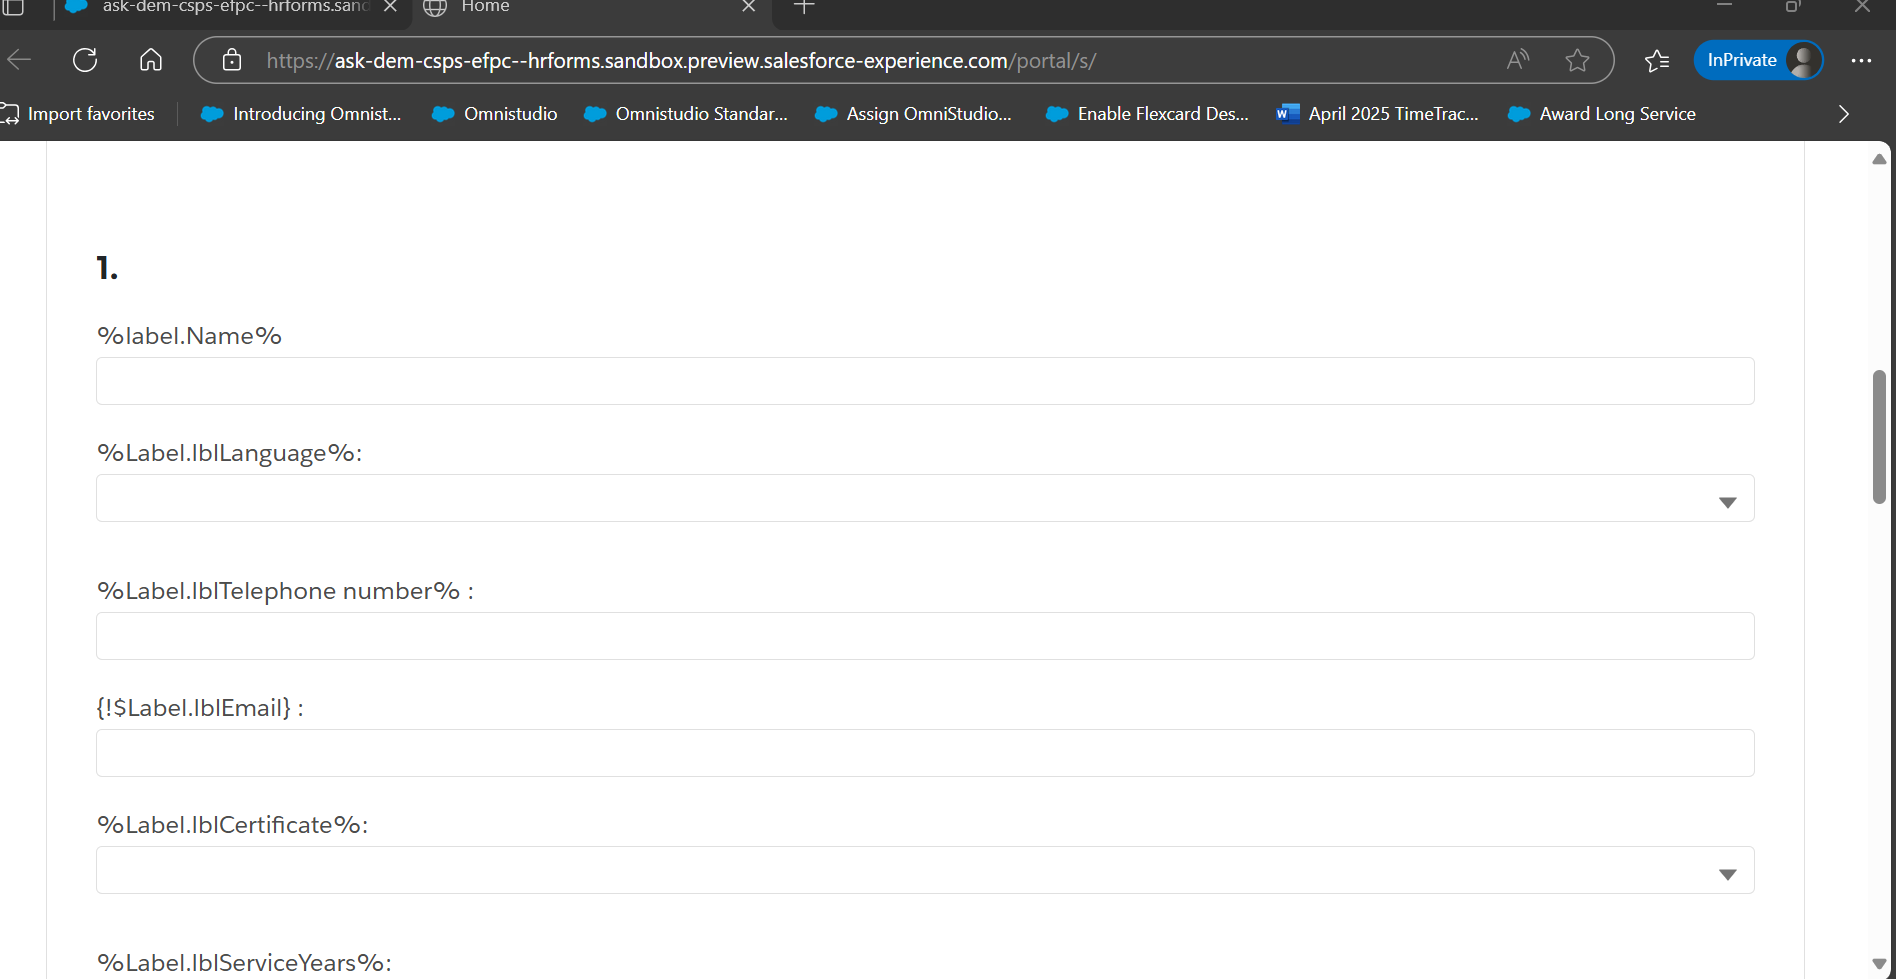 ask-dem-csps-efpc--hrforms.sand
Home
https://ask-dem-csps-efpc--hrforms.sandbox.preview.salesforce-experience.com/portal/s/
InPrivate
Import favorites
Introducing Omnist...
Omnistudio
Omnistudio Standar...
Assign OmniStudio...
Enable Flexcard Des...
April 2025 TimeTrac...
Award Long Service
1.
%label.Name%
%Label.lblLanguage%:
%Label.lblTelephone number% :
{!$Label.lblEmail} :
%Label.lblCertificate%:
%Label.lblServiceYears%: